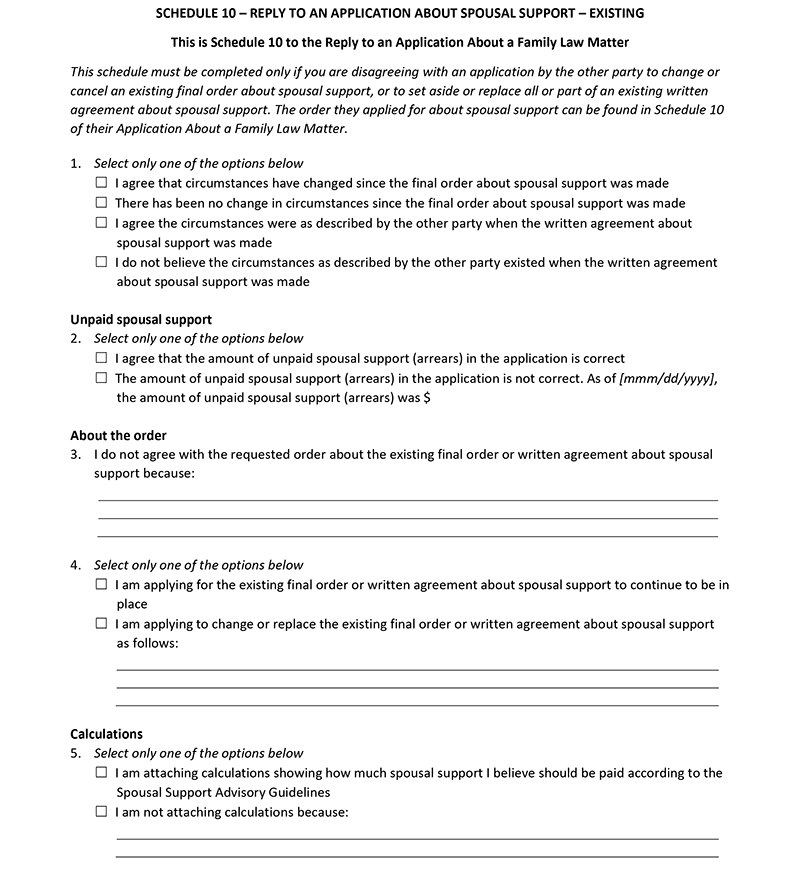 SCHEDULE 10 – REPLY TO AN APPLICATION ABOUT SPOUSAL SUPPORT – EXISTING
This is Schedule 10 to the Reply to an Application About a Family Law Matter
This schedule must be completed only if you are disagreeing with an application by the other party to change or
cancel an existing final order about spousal support, or to set aside or replace all or part of an existing written
agreement about spousal support. The order they applied for about spousal support can be found in Schedule 10
of their Application About a Family Law Matter.
1. Select only one of the options below
☐ I agree that circumstances have changed since the final order about spousal support was made
☐ There has been no change in circumstances since the final order about spousal support was made
☐ I agree the circumstances were as described by the other party when the written agreement about
spousal support was made
☐ I do not believe the circumstances as described by the other party existed when the written agreement
about spousal support was made
Unpaid spousal support
2. Select only one of the options below
☐ I agree that the amount of unpaid spousal support (arrears) in the application is correct
☐ The amount of unpaid spousal support (arrears) in the application is not correct. As of [mmm/dd/yyyy],
the amount of unpaid spousal support (arrears) was $
About the order
3. I do not agree with the requested order about the existing final order or written agreement about spousal
support because:
4. Select only one of the options below
☐ I am applying for the existing final order or written agreement about spousal support to continue to be in
place
☐ I am applying to change or replace the existing final order or written agreement about spousal support
as follows:
Calculations
5. Select only one of the options below
☐ I am attaching calculations showing how much spousal support I believe should be paid according to the
Spousal Support Advisory Guidelines
☐ I am not attaching calculations because: